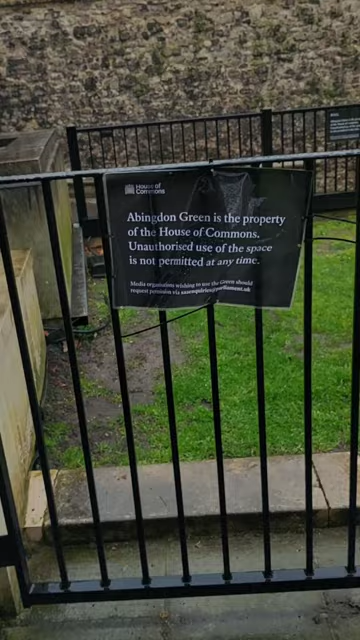 House of
Commons
Abingdon Green is the property
of the House of Commons.
Unauthorised use of the space
is not permitted at any time.
Media organisations wishing to use the Green should
request permission via